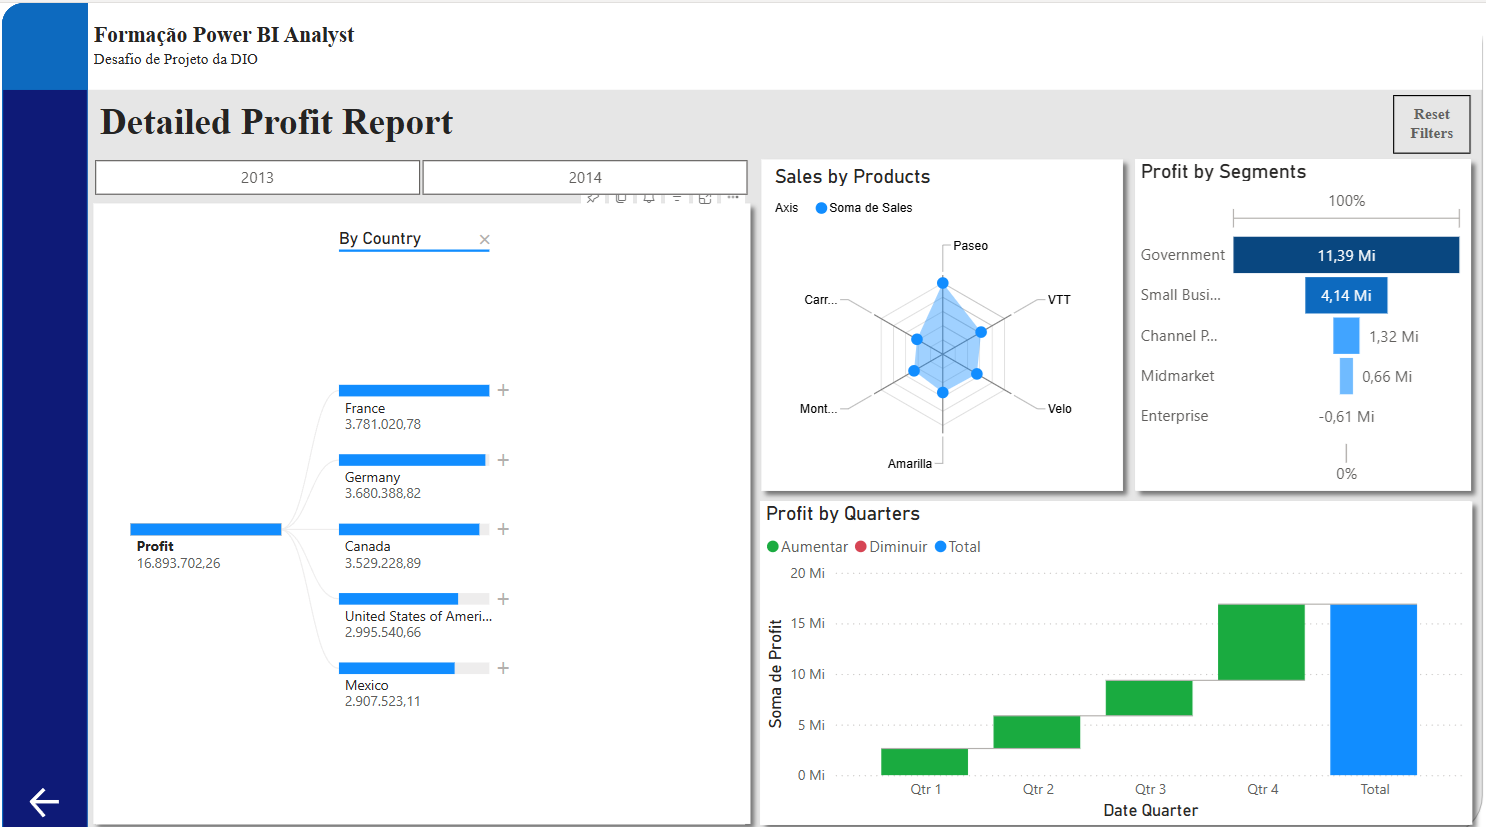 Formação Power BI Analyst
Desafio de Projeto da DIO
Detailed Profit Report
Reset
Filters
2013
2014
By Country
Profit
16.893.702,26
France
3.781.020,78
Germany
3.680.388,82
Canada
3.529.228,89
United States of Ameri...
2.995.540,66
Mexico
2.907.523,11
Sales by Products
Axis
Soma de Sales
Paseo
VTT
Velo
Amarilla
Mont...
Carr...
Profit by Segments
100%
Government
11,39 Mi
Small Busi...
4,14 Mi
Channel P...
1,32 Mi
Midmarket
0,66 Mi
Enterprise
-0,61 Mi
0%
Profit by Quarters
Aumentar
Diminuir
Total
Soma de Profit
20 Mi
15 Mi
10 Mi
5 Mi
0 Mi
Qtr 1
Qtr 2
Qtr 3
Qtr 4
Total
Date Quarter